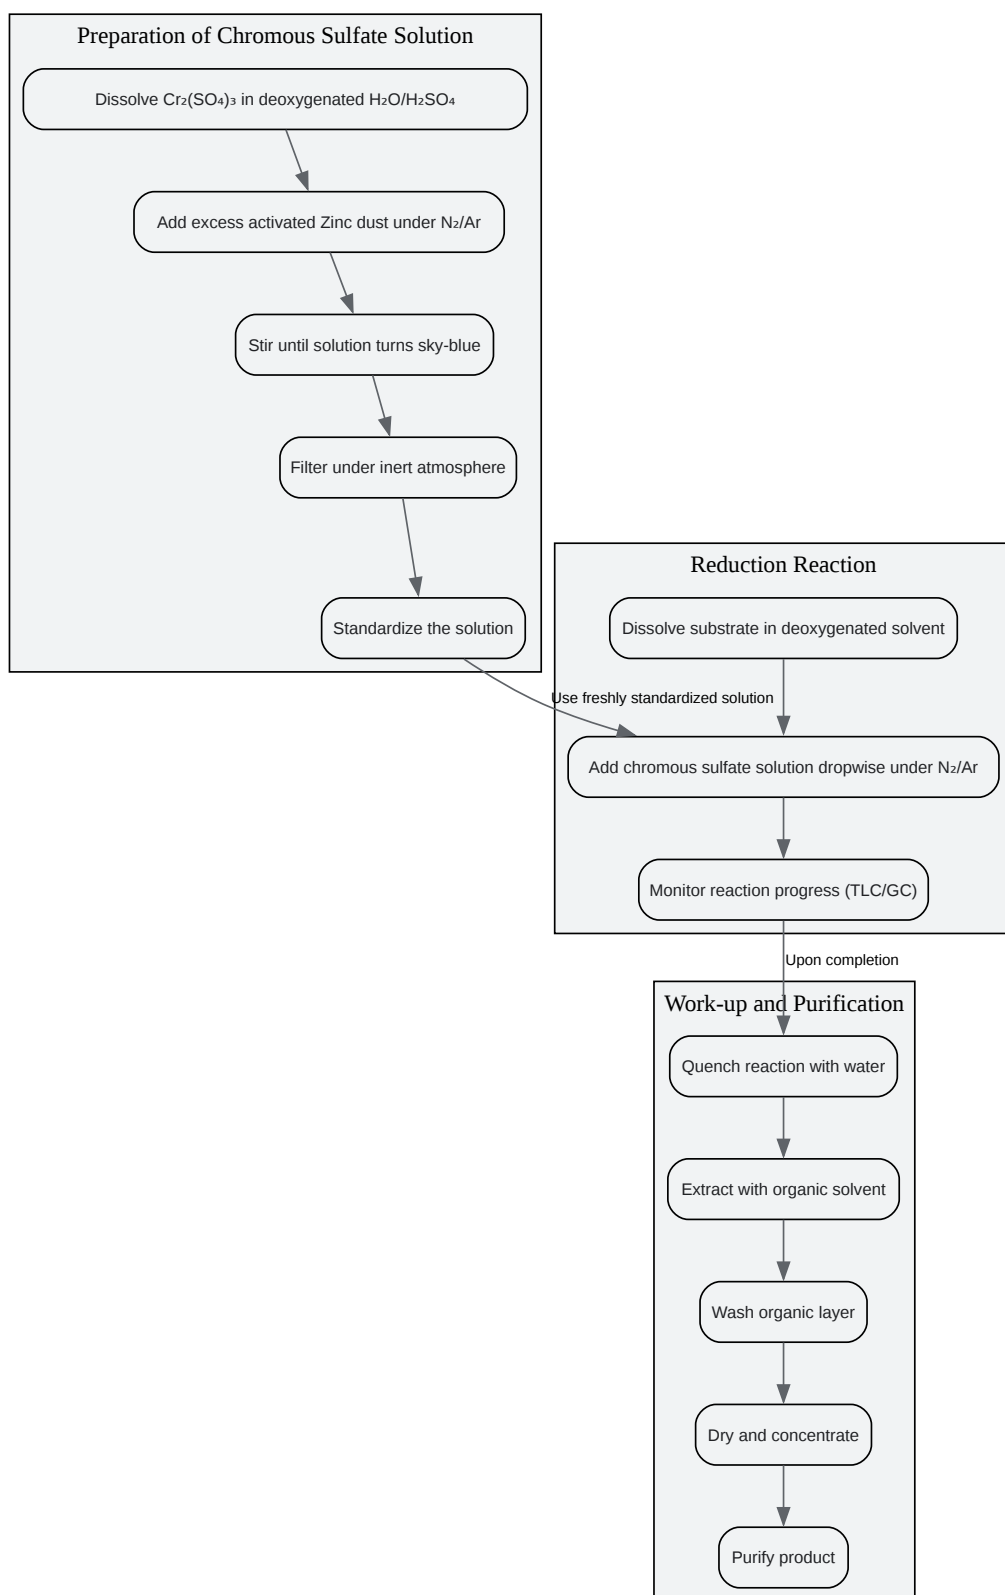 Preparation of Chromous Sulfate Solution
Dissolve Cr₂(SO₄)₃ in deoxygenated H₂O/H₂SO₄
Add excess activated Zinc dust under N₂/Ar
Stir until solution turns sky-blue
Filter under inert atmosphere
Standardize the solution
Reduction Reaction
Dissolve substrate in deoxygenated solvent
Use freshly standardized solution
Add chromous sulfate solution dropwise under N₂/Ar
Monitor reaction progress (TLC/GC)
Upon completion
Work-up and Purification
Quench reaction with water
Extract with organic solvent
Wash organic layer
Dry and concentrate
Purify product